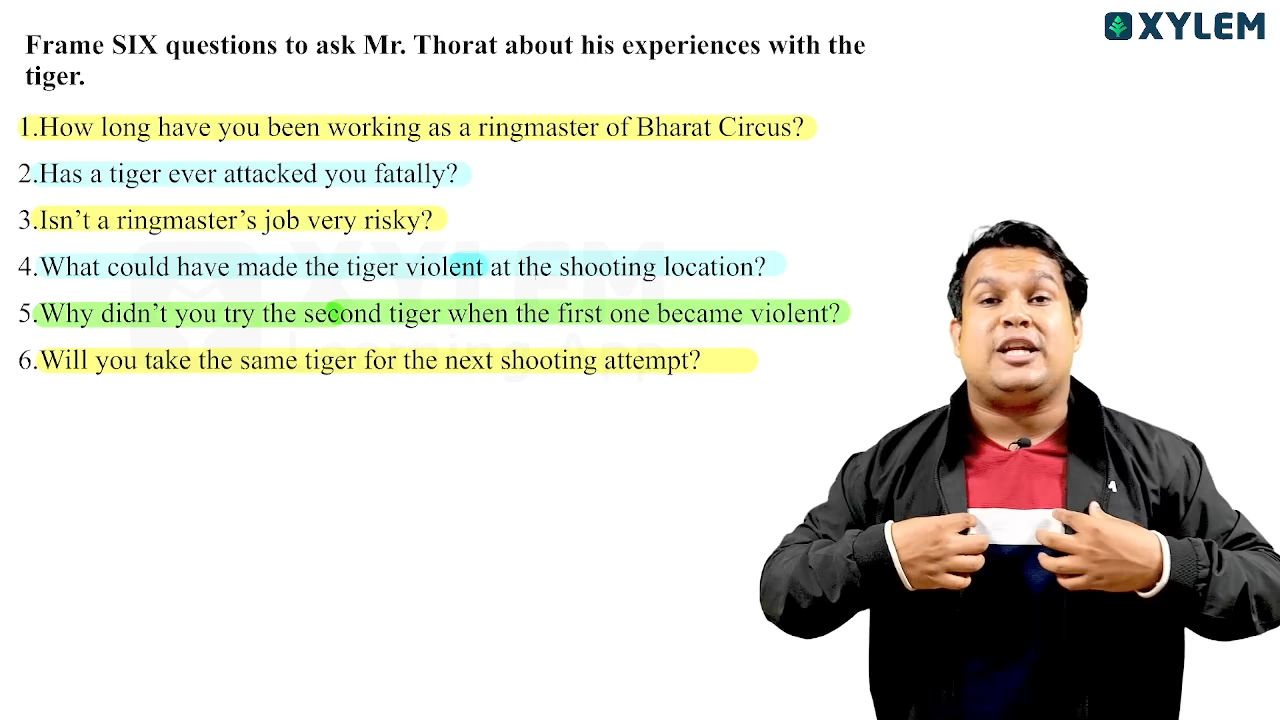 XYLEM
Frame SIX questions to ask Mr. Thorat about his experiences with the
tiger.
1.How long have you been working as a ringmaster of Bharat Circus?
2.Has a tiger ever attacked you fatally?
3.Isn’t a ringmaster’s job very risky?
4.What could have made the tiger violent at the shooting location?
5.Why didn’t you try the second tiger when the first one became violent?
6.Will you take the same tiger for the next shooting attempt?
XYLEM
Learning App